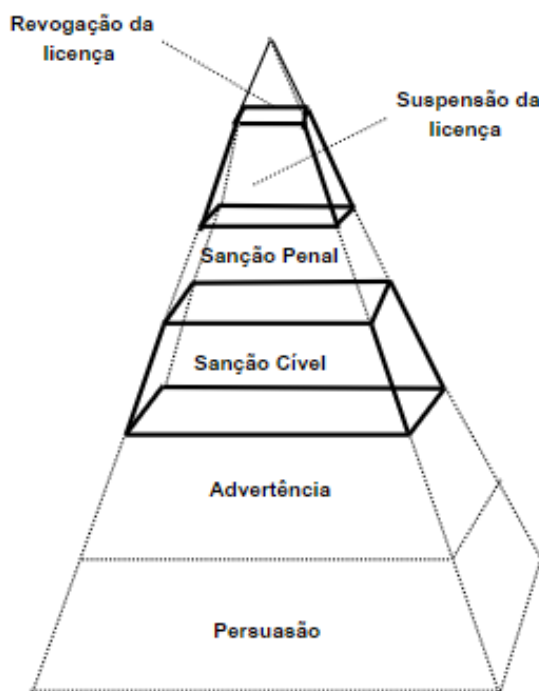 Revogação da
licença
Suspensão da
licença
Sanção Penal
Sanção Cível
Advertência
Persuasão